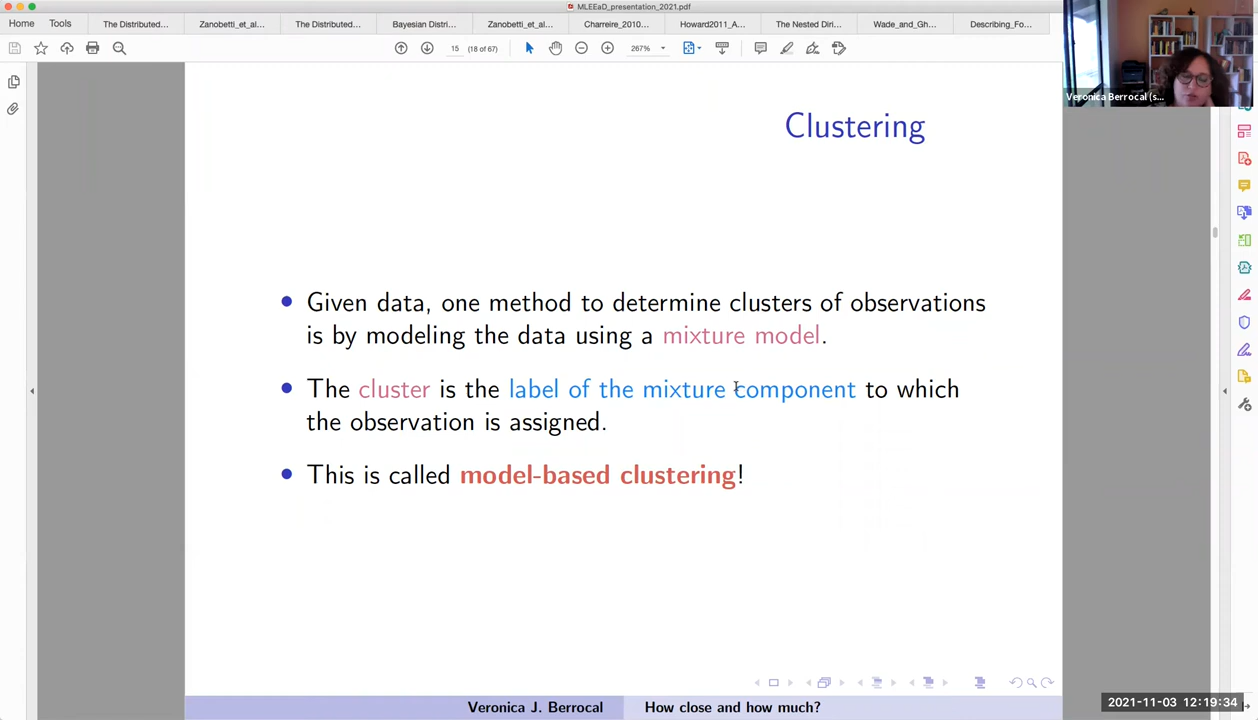 MLEEaD_presentation_2021.pdf
Home
Tools
The Distributed...
Zanobetti_et_al...
The Distributed...
Bayesian Distri...
Zanobetti_et_al...
Charreire_2010...
Howard2011_A...
The Nested Diri...
Wade_and_Gh...
Describing_Fo...
15 (18 of 67)
267%
Veronica Berrocal (s...
Clustering
Given data, one method to determine clusters of observations
is by modeling the data using a mixture model.
The cluster is the label of the mixture component to which
the observation is assigned.
This is called model-based clustering!
Veronica J. Berrocal
How close and how much?
2021-11-03 12:19:34